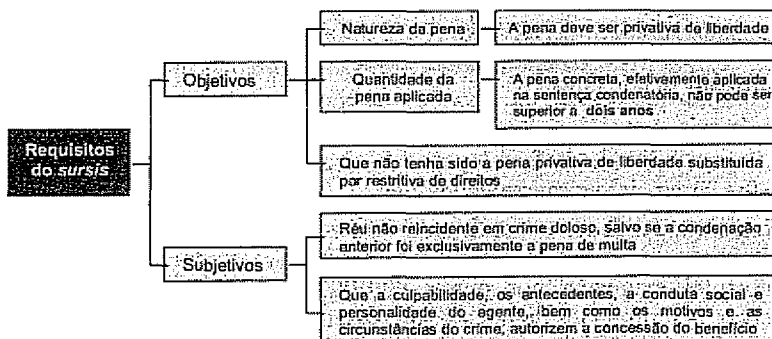 Requisitos
do sursis
Objetivos
Natureza da pena
A pena deve ser privativa de liberdade
Quantidade da
pena aplicada
A pena concreta, efetivamente aplicada
na sentença condenatória, não pode ser
superior a dois anos
Que não tenha sido a pena privativa de liberdade substituída
por restritiva de direitos
Subjetivos
Réu não reincidente em crime doloso, salvo se a condenação
anterior foi exclusivamente a pena de multa
Que a culpabilidade, os antecedentes, a conduta social e
personalidade do agente, bem como os motivos e as
circunstâncias do crime, autorizem a concessão do benefício